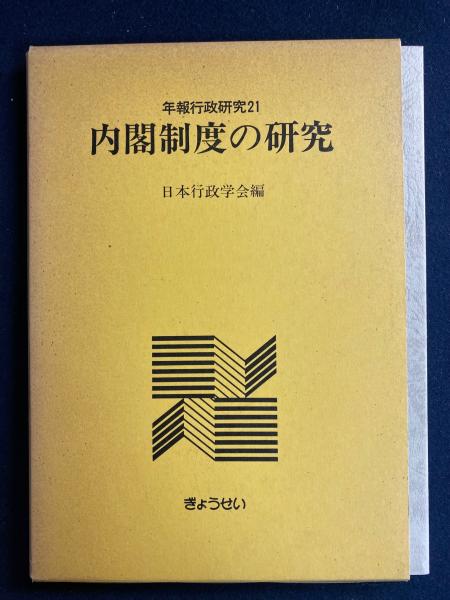 年報行政研究21
内閣制度の研究
日本行政学会編
ぎょうせい